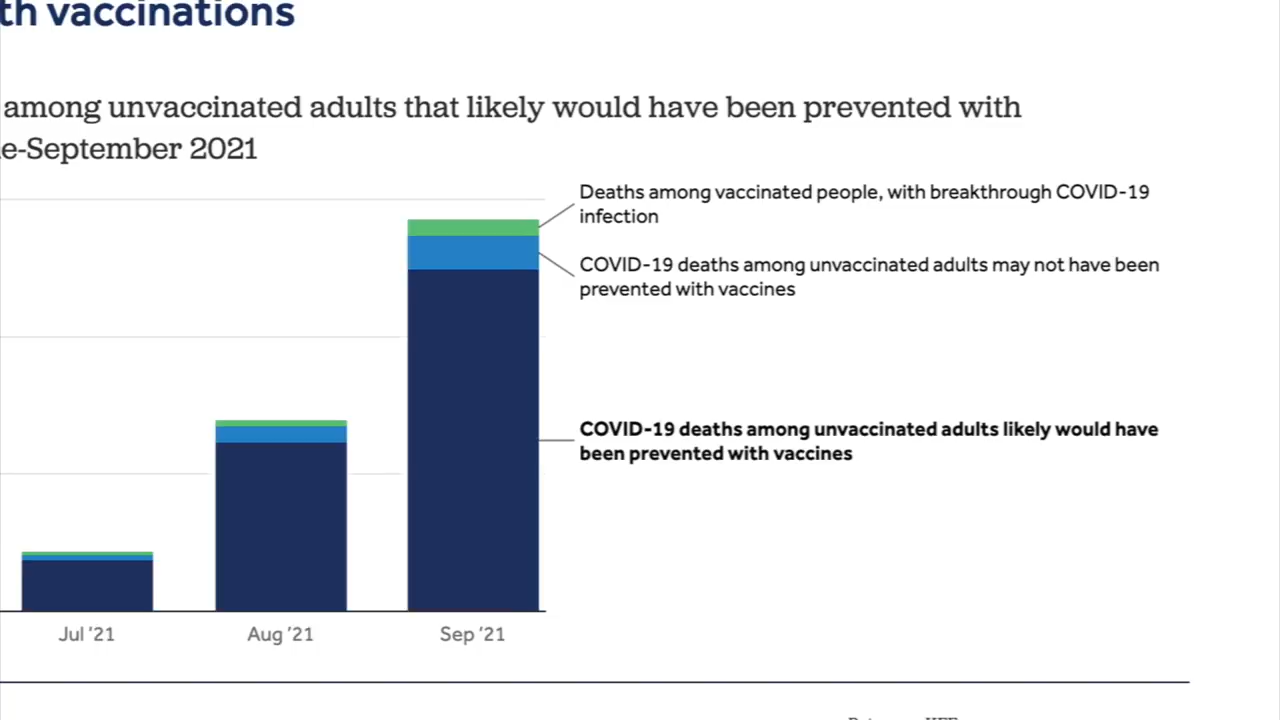 th vaccinations
among unvaccinated adults that likely would have been prevented with
e-September 2021
Deaths among vaccinated people, with breakthrough COVID-19
infection
COVID-19 deaths among unvaccinated adults may not have been
prevented with vaccines
COVID-19 deaths among unvaccinated adults likely would have
been prevented with vaccines
Jul '21
Aug '21
Sep '21